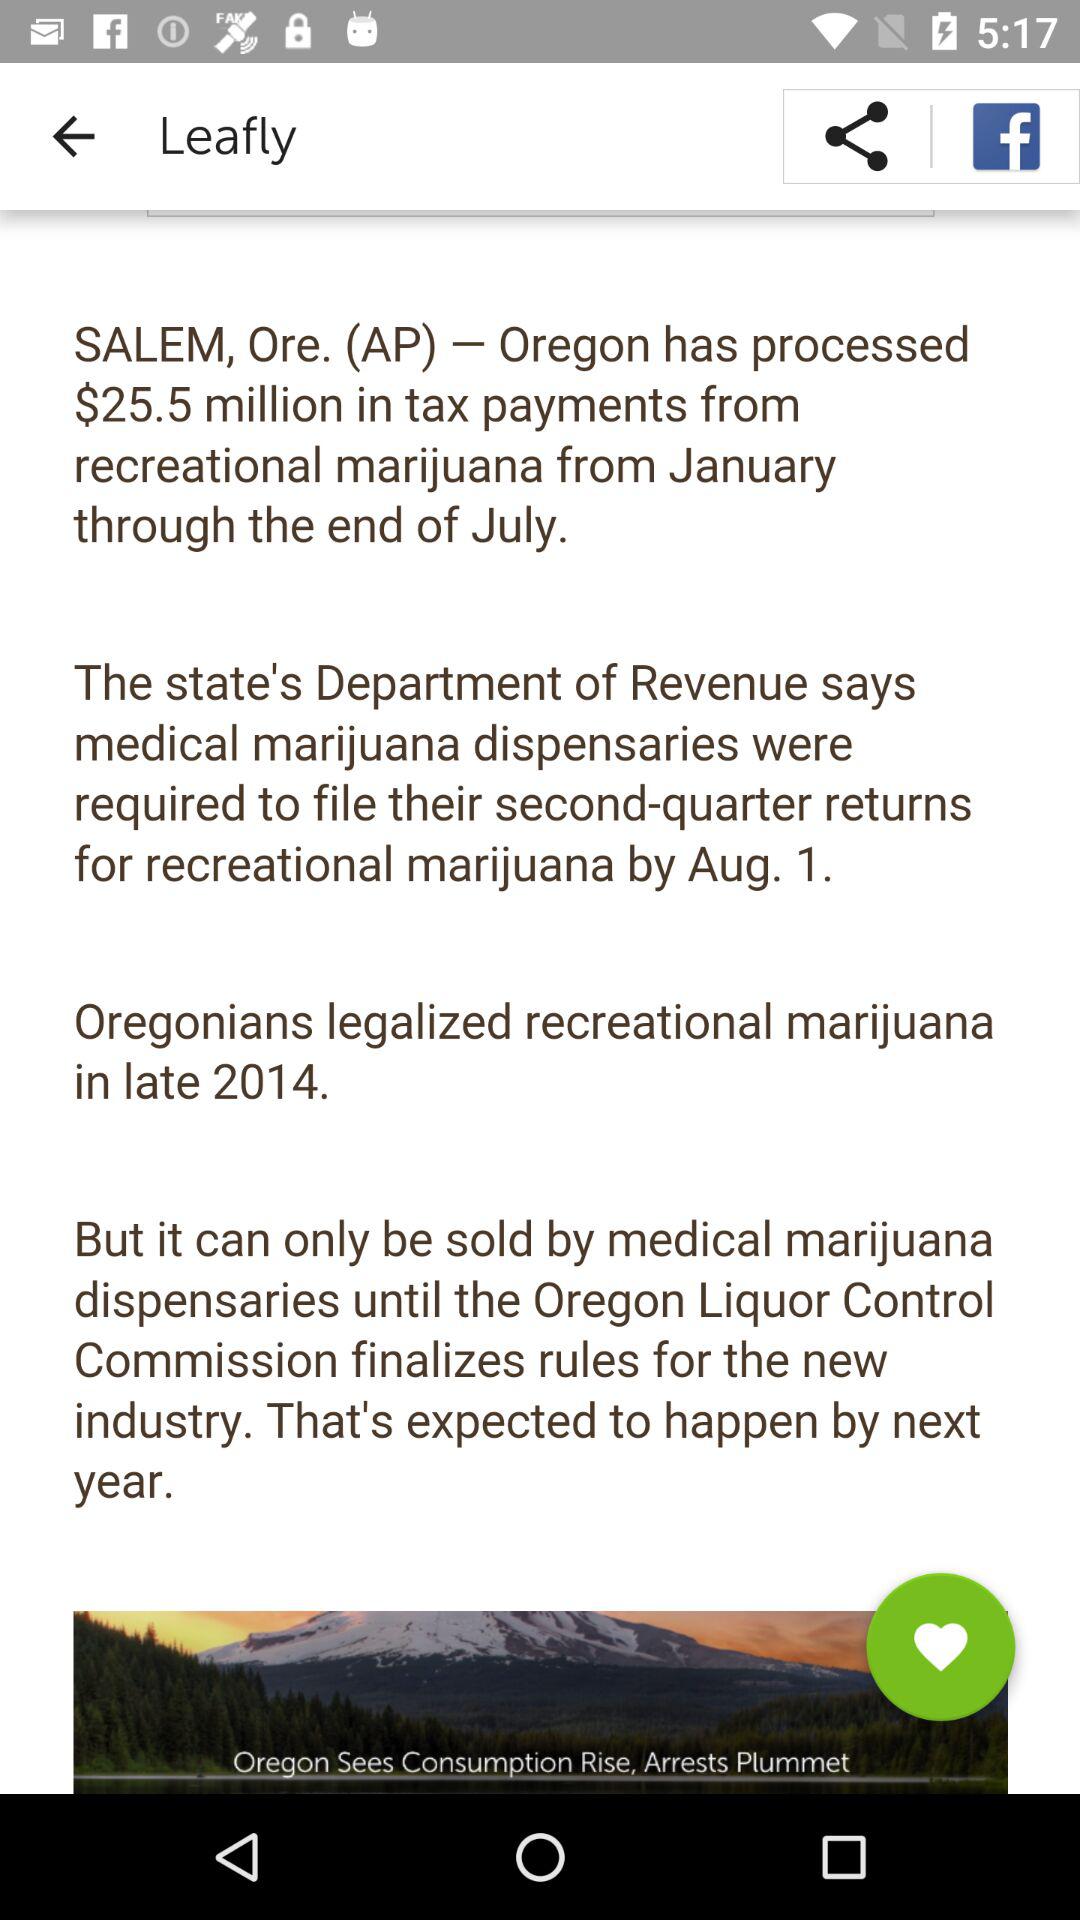 FAKE
5:17
Leafly
SALEM, Ore. (AP) — Oregon has processed
$25.5 million in tax payments from
recreational marijuana from January
through the end of July.
The state's Department of Revenue says
medical marijuana dispensaries were
required to file their second-quarter returns
for recreational marijuana by Aug. 1.
Oregonians legalized recreational marijuana
in late 2014.
But it can only be sold by medical marijuana
dispensaries until the Oregon Liquor Control
Commission finalizes rules for the new
industry. That's expected to happen by next
year.
Oregon Sees Consumption Rise, Arrests Plummet